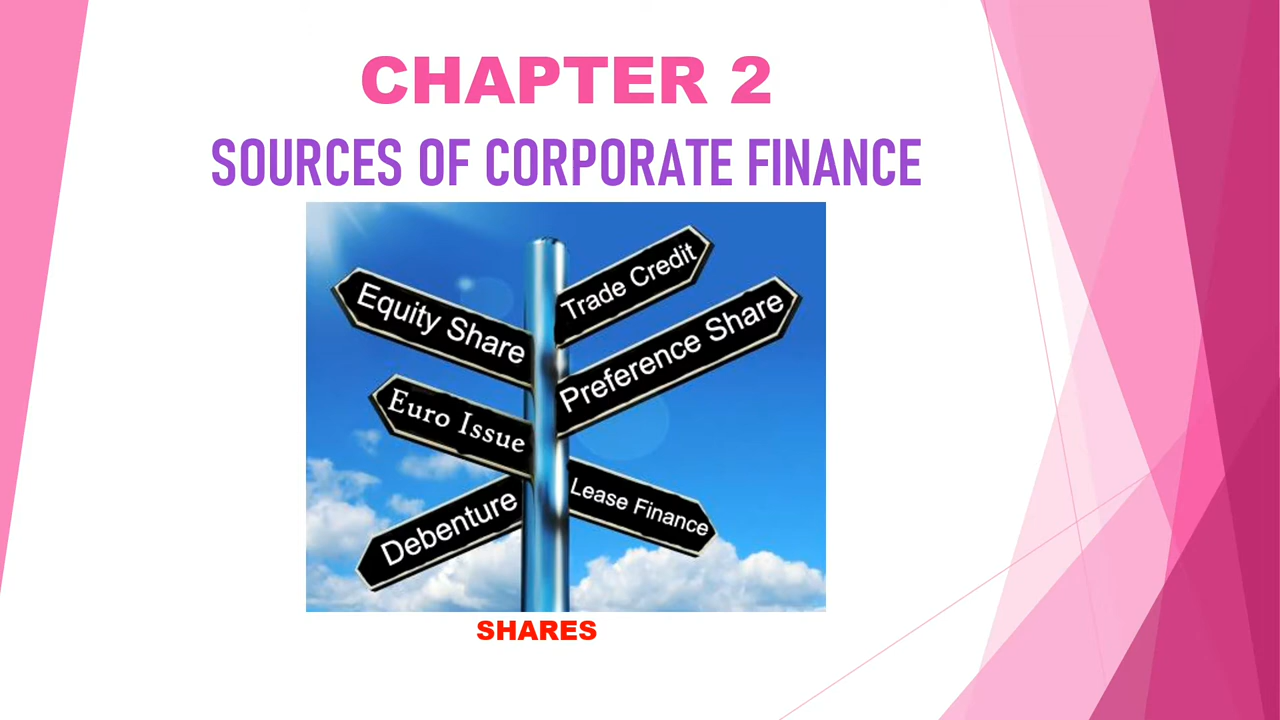 CHAPTER 2
SOURCES OF CORPORATE FINANCE
Trade Credit
Equity Share
Preference Share
Euro Issue
Lease Finance
Debenture
SHARES